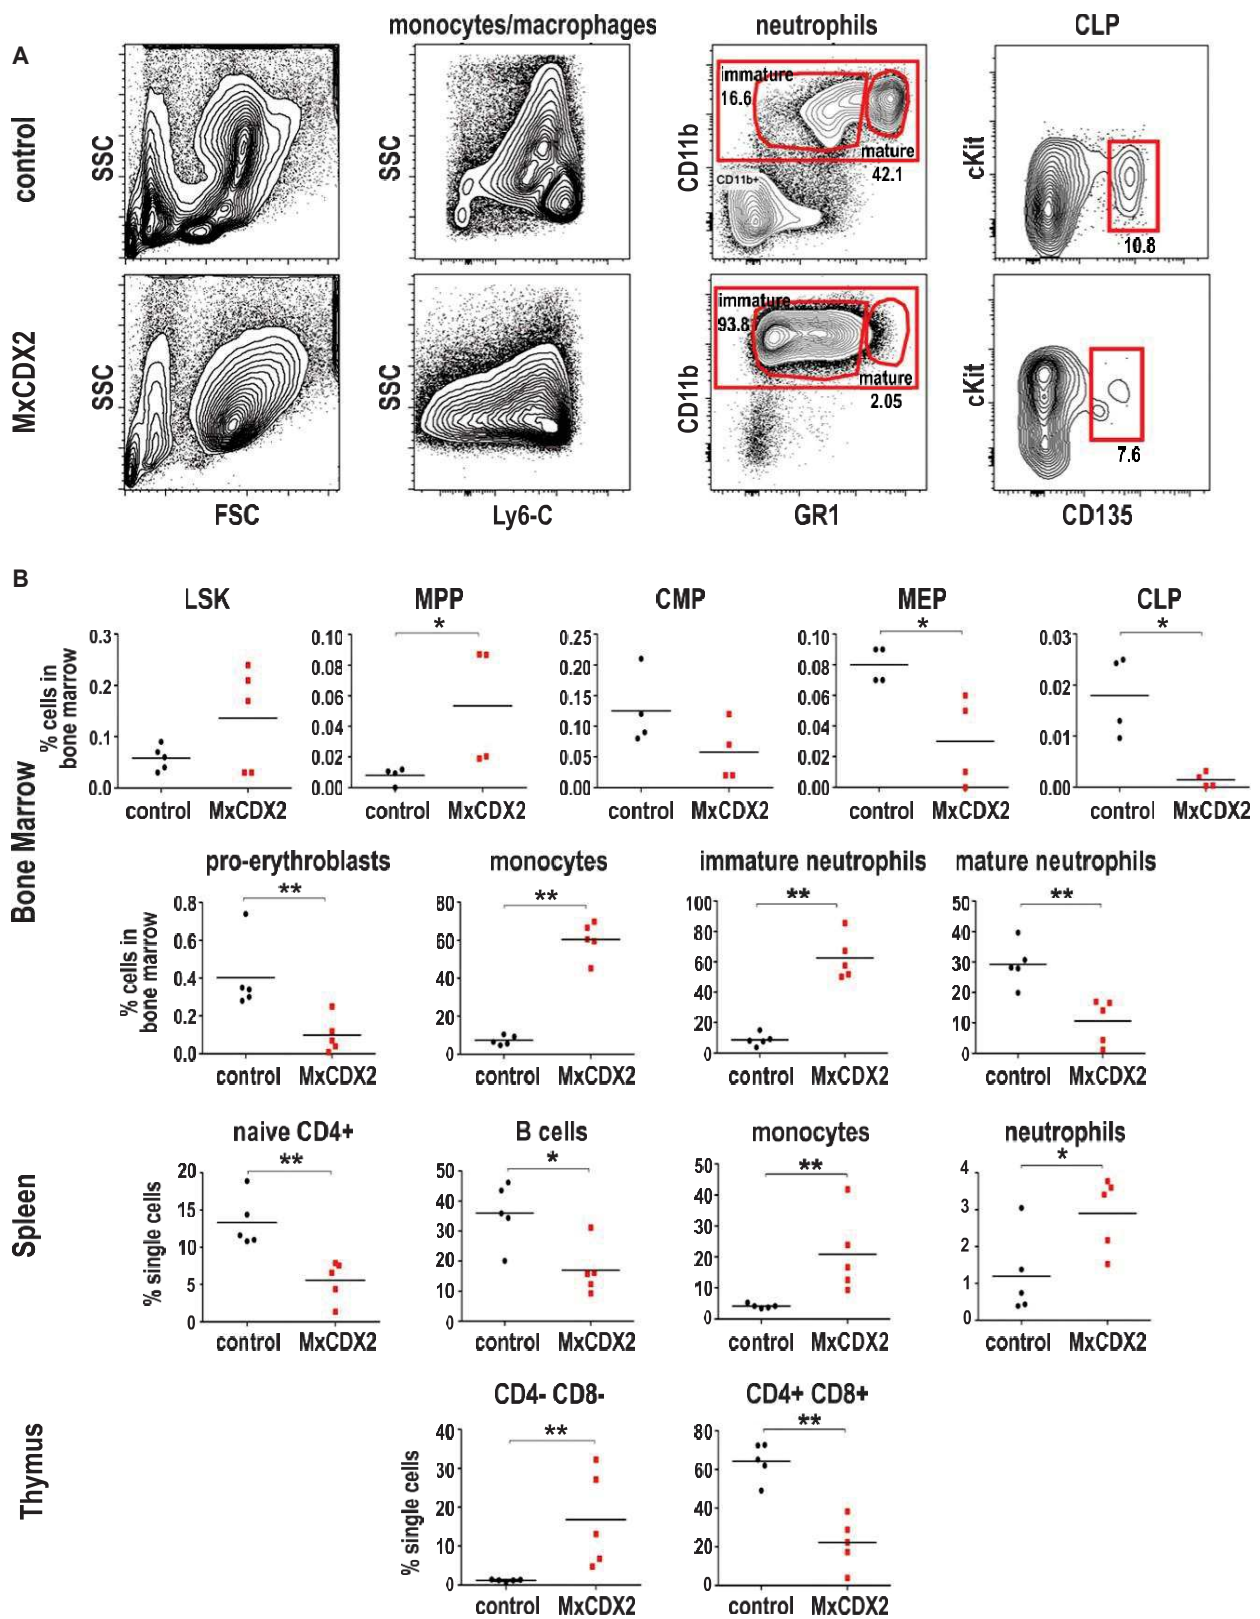 monocytes/macrophages neutrophils CLP
A
control
SSC
SSC
CD11b
immature
16.6
CD11b+
mature
42.1
cKit
10.8
MxCDX2
SSC
SSC
CD11b
immature
93.8
mature
2.05
cKit
7.6
FSC Ly6-C GR1 CD135
B
Bone Marrow
LSK MPP CMP MEP CLP
* * *
% cells in
bone marrow
0.3 0.2 0.1 0.0
0.10 0.08 0.06 0.04 0.02 0.00
0.25 0.20 0.15 0.10 0.05 0.00
0.10 0.08 0.06 0.04 0.02 0.00
0.03 0.02 0.01 0.00
control MxCDX2 control MxCDX2 control MxCDX2 control MxCDX2 control MxCDX2
pro-erythroblasts monocytes immature neutrophils mature neutrophils
** ** ** **
% cells in
bone marrow
0.8 0.6 0.4 0.2 0.0
80 60 40 20 0
100 80 60 40 20 0
50 40 30 20 10 0
control MxCDX2 control MxCDX2 control MxCDX2 control MxCDX2
Spleen
naive CD4+ B cells monocytes neutrophils
** * ** *
% single cells
20 15 10 5 0
50 40 30 20 10 0
50 40 30 20 10 0
4 3 2 1 0
control MxCDX2 control MxCDX2 control MxCDX2 control MxCDX2
Thymus
CD4- CD8- CD4+ CD8+
** **
% single cells
40 30 20 10 0
80 60 40 20 0
control MxCDX2 control MxCDX2